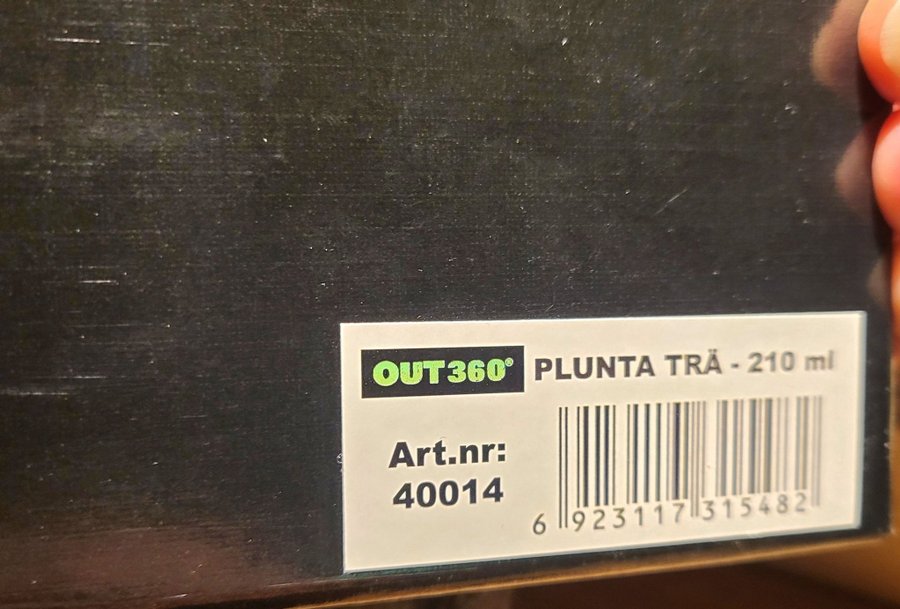 OUT360® PLUNTA TRÄ - 210 ml
Art.nr:
40014
6 923117 315482